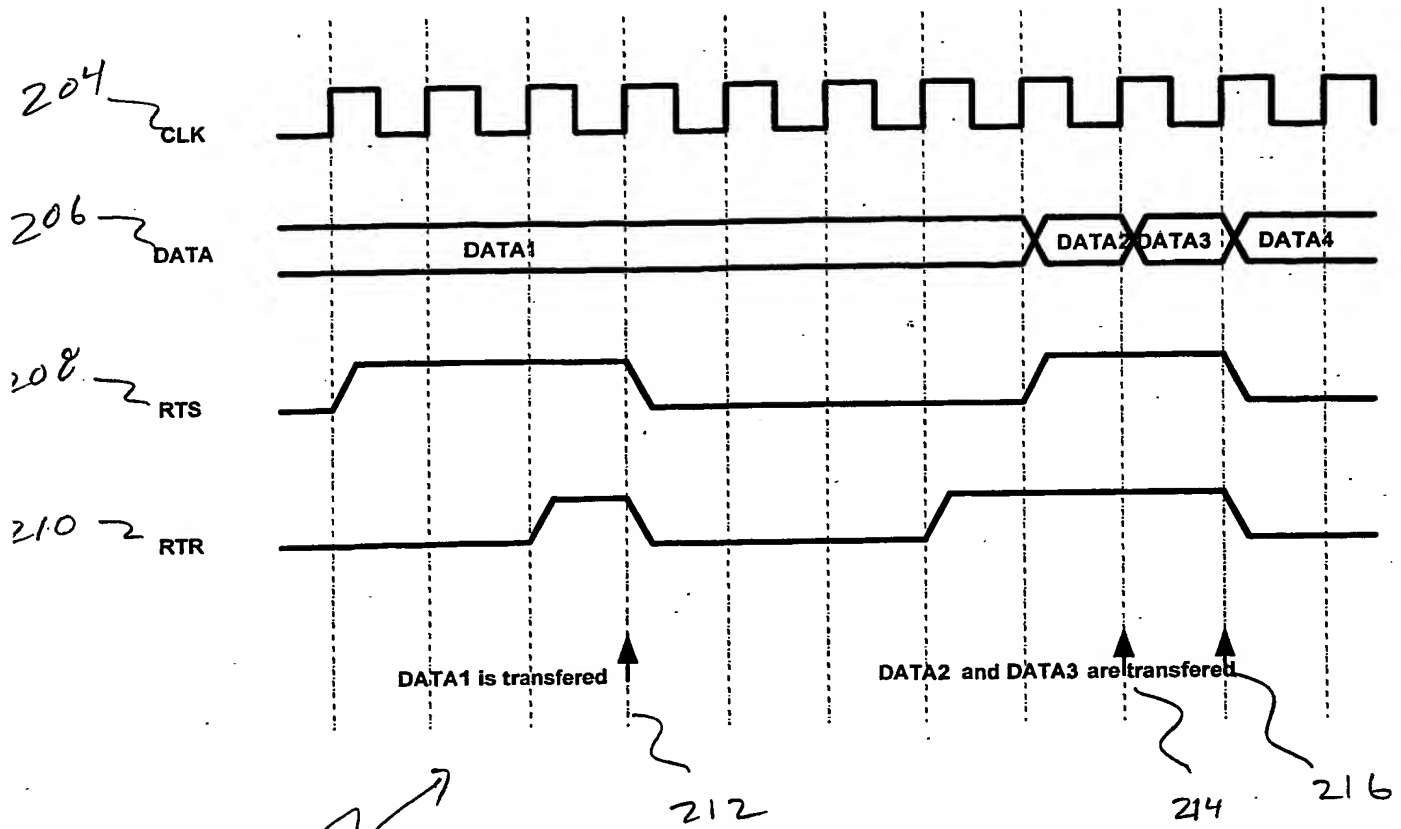 204
CLK
206
DATA
DATA1
DATA2
DATA3
DATA4
208
RTS
210
RTR
DATA1 is transfered
DATA2 and DATA3 are transfered
212
214
216